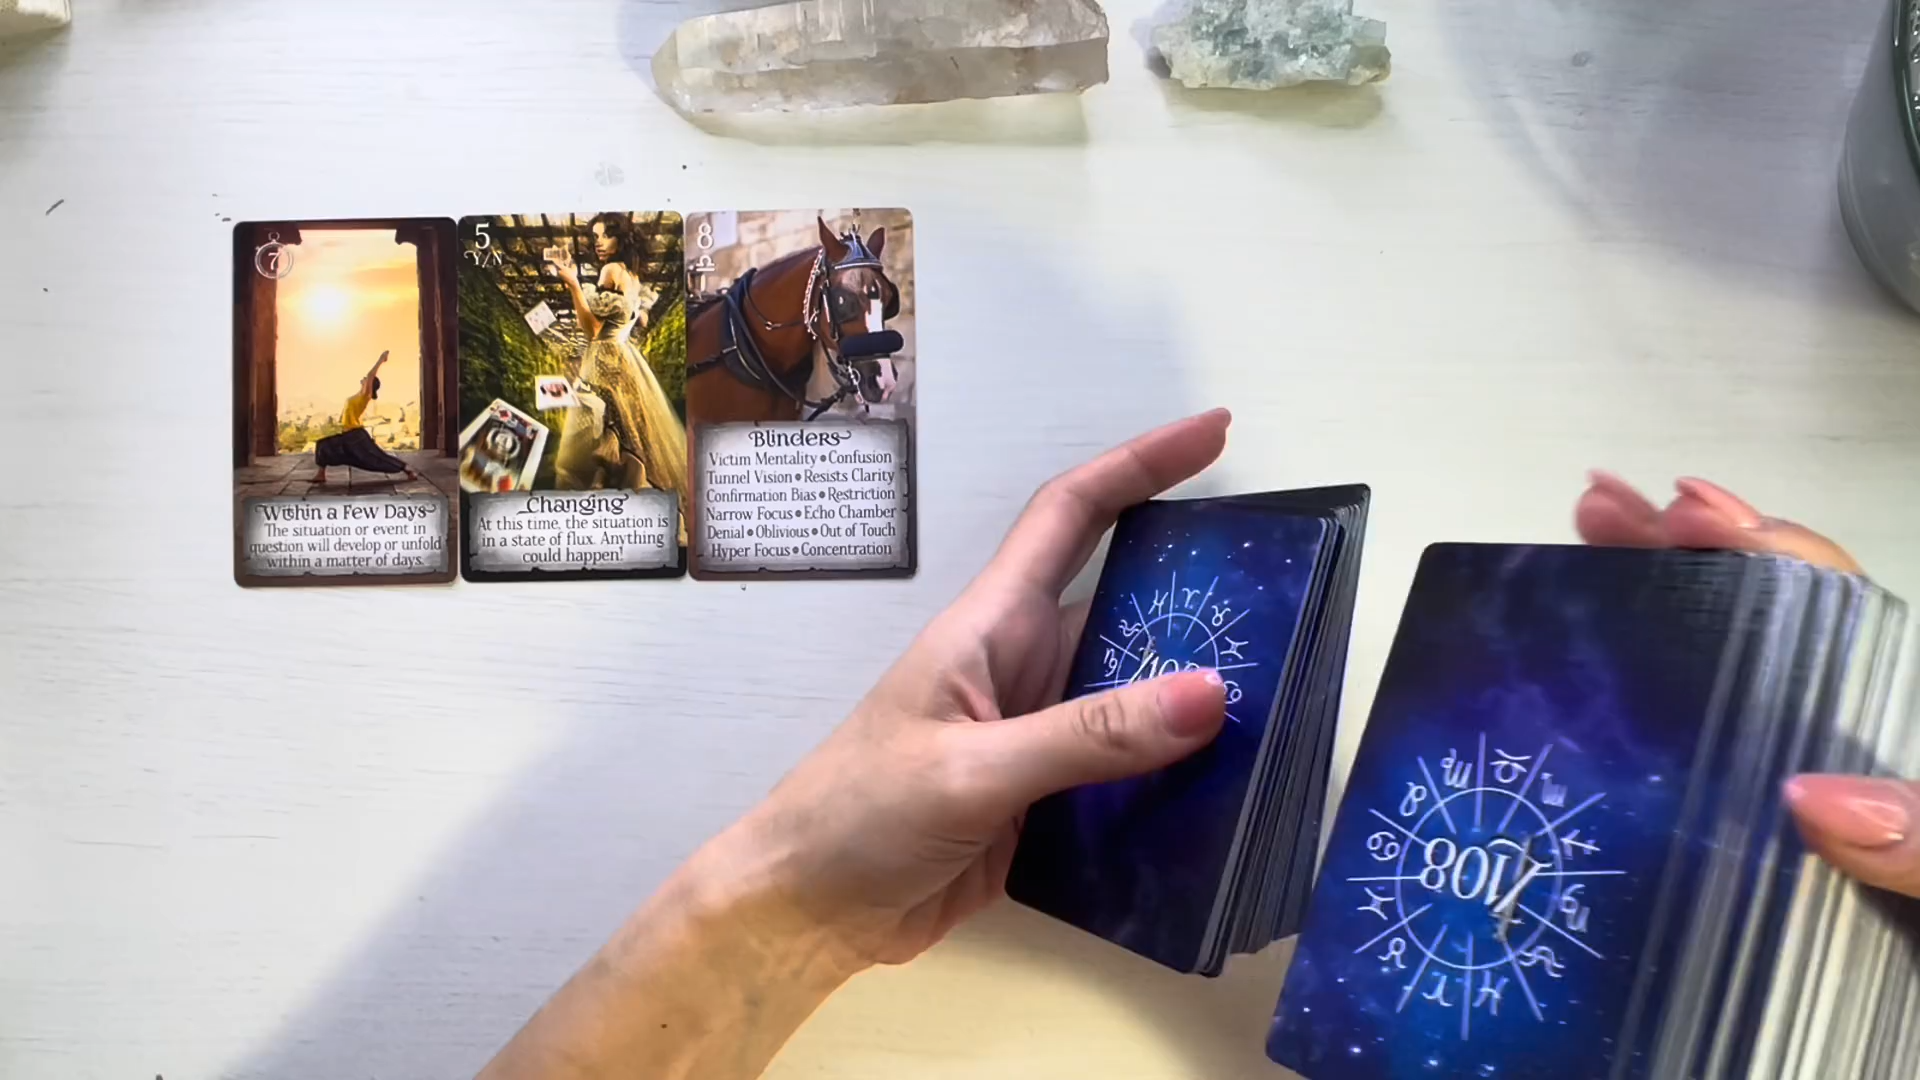 7
Within a Few Days
The situation or event in
question will develop or unfold
within a matter of days.
5
Y/N
Changing
At this time, the situation is
in a state of flux. Anything
could happen!
8
Blinders
Victim Mentality • Confusion
Tunnel Vision • Resists Clarity
Confirmation Bias • Restriction
Narrow Focus • Echo Chamber
Denial • Oblivious • Out of Touch
Hyper Focus • Concentration